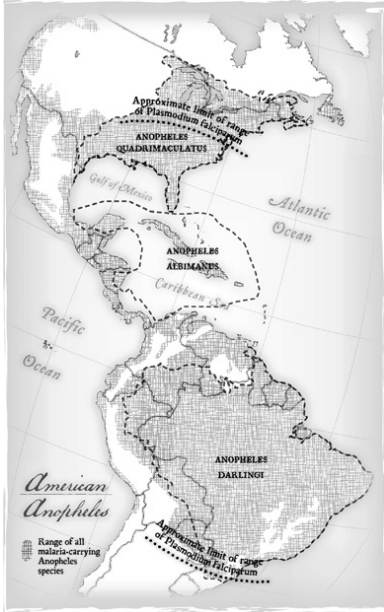 Approximate limit of range
of Plasmodium falciparum
ANOPHELES
QUADRIMACULATUS
Gulf of Mexico
Atlantic
Ocean
ANOPHELES
ALBIMANUS
Caribbean Sea
Pacific
Ocean
ANOPHELES
DARLINGI
American
Anopheles
Approximate limit of range
of Plasmodium falciparum
Range of all
malaria-carrying
Anopheles
species